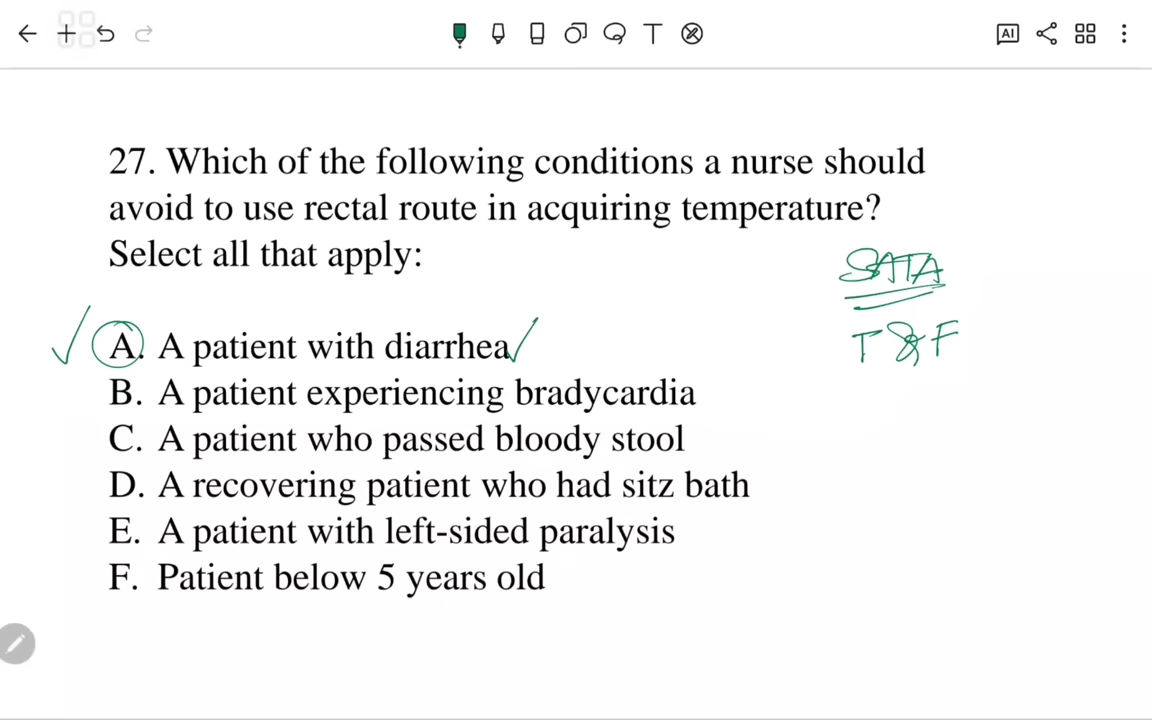 AI
27. Which of the following conditions a nurse should
avoid to use rectal route in acquiring temperature?
Select all that apply:
SATA
T & F
A. A patient with diarrhea
B. A patient experiencing bradycardia
C. A patient who passed bloody stool
D. A recovering patient who had sitz bath
E. A patient with left-sided paralysis
F. Patient below 5 years old